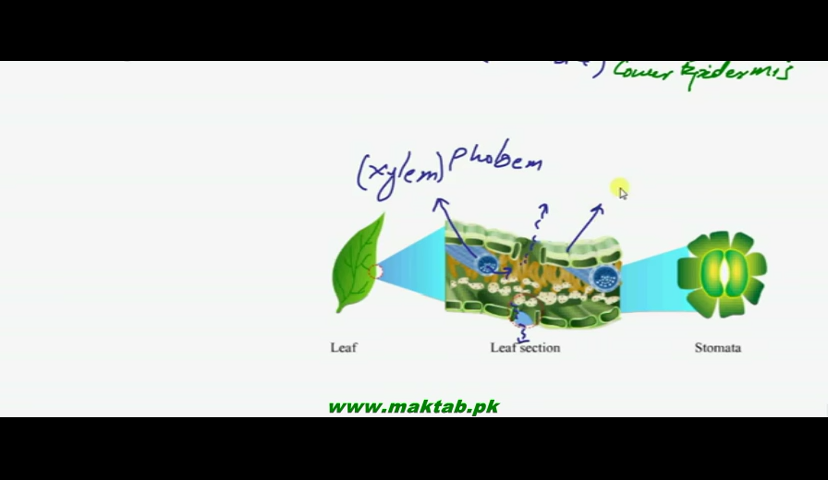 Lower Epidermis
(xylem) Phloem
Leaf
Leaf section
Stomata
www.maktab.pk